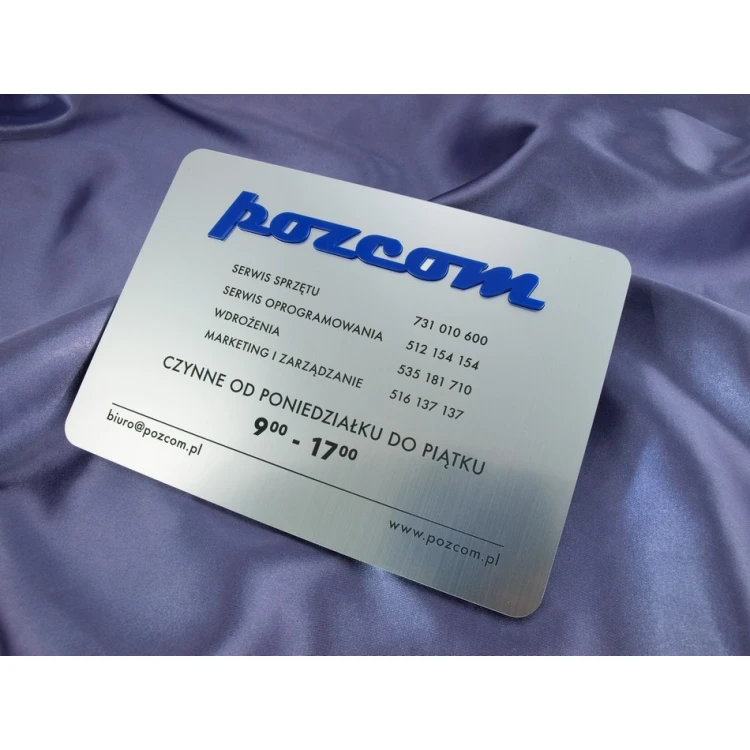 pozcom
SERWIS SPRZĘTU 731 010 600
SERWIS OPROGRAMOWANIA 512 154 154
WDROŻENIA 535 181 710
MARKETING I ZARZĄDZANIE 516 137 137
CZYNNE OD PONIEDZIAŁKU DO PIĄTKU
9⁰⁰ - 17⁰⁰
biuro@pozcom.pl
www.pozcom.pl